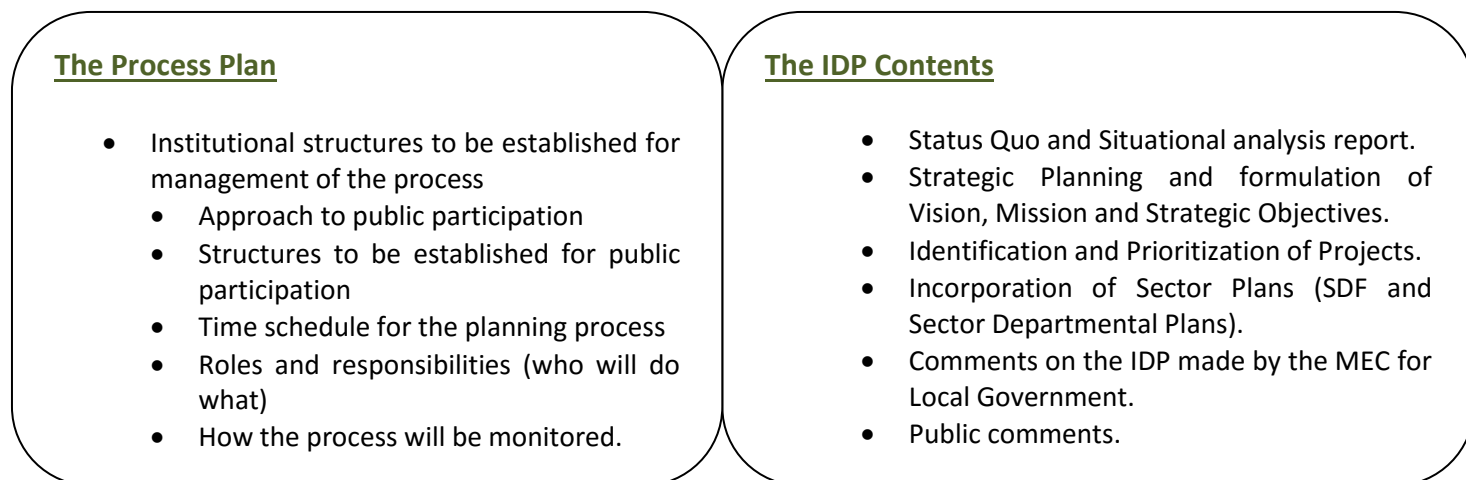 The Process Plan
• Institutional structures to be established for
management of the process
• Approach to public participation
• Structures to be established for public
participation
• Time schedule for the planning process
• Roles and responsibilities (who will do
what)
• How the process will be monitored.
The IDP Contents
• Status Quo and Situational analysis report.
• Strategic Planning and formulation of
Vision, Mission and Strategic Objectives.
• Identification and Prioritization of Projects.
• Incorporation of Sector Plans (SDF and
Sector Departmental Plans).
• Comments on the IDP made by the MEC for
Local Government.
• Public comments.